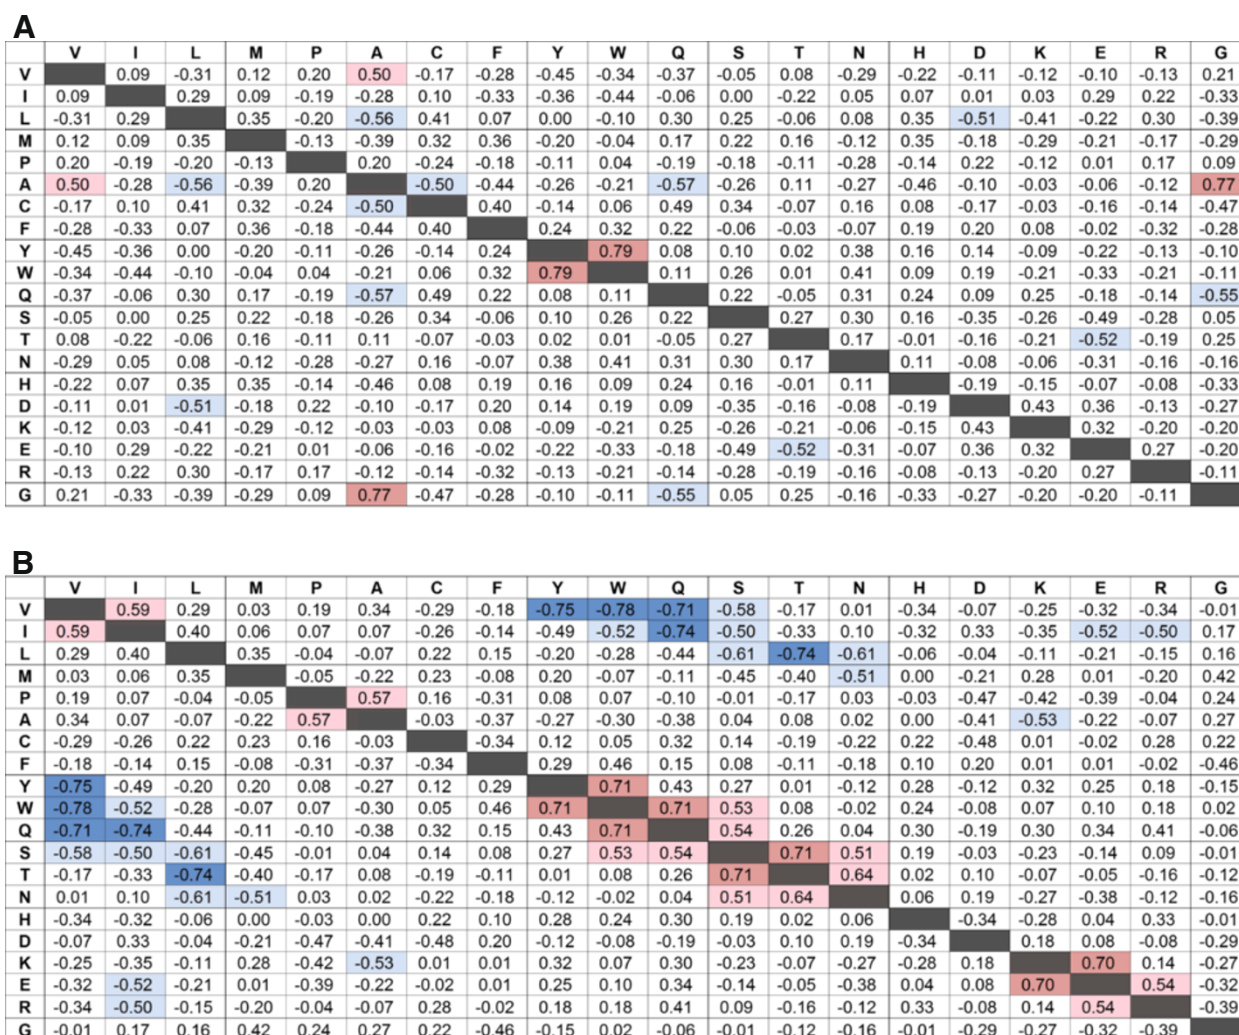 A
V I L M P A C F Y W Q S T N H D K E R G
V 0.09 -0.31 0.12 0.20 0.50 -0.17 -0.28 -0.45 -0.34 -0.37 -0.05 0.08 -0.29 -0.22 -0.11 -0.12 -0.10 -0.13 0.21
I 0.09 0.29 0.09 -0.19 -0.28 0.10 -0.33 -0.36 -0.44 -0.06 0.00 -0.22 0.05 0.07 0.01 0.03 0.29 0.22 -0.33
L -0.31 0.29 0.35 -0.20 -0.56 0.41 0.07 0.00 -0.10 0.30 0.25 -0.06 0.08 0.35 -0.51 -0.41 -0.22 0.30 -0.39
M 0.12 0.09 0.35 -0.13 -0.39 0.32 0.36 -0.20 -0.04 0.17 0.22 0.16 -0.12 0.35 -0.18 -0.29 -0.21 -0.17 -0.29
P 0.20 -0.19 -0.20 -0.13 0.20 -0.24 -0.18 -0.11 0.04 -0.19 -0.18 -0.11 -0.28 -0.14 0.22 -0.12 0.01 0.17 0.09
A 0.50 -0.28 -0.56 -0.39 0.20 -0.50 -0.44 -0.26 -0.21 -0.57 -0.26 0.11 -0.27 -0.46 -0.10 -0.03 -0.06 -0.12 0.77
C -0.17 0.10 0.41 0.32 -0.24 -0.50 0.40 -0.14 0.06 0.49 0.34 -0.07 0.16 0.08 -0.17 -0.03 -0.16 -0.14 -0.47
F -0.28 -0.33 0.07 0.36 -0.18 -0.44 0.40 0.24 0.32 0.22 -0.06 -0.03 -0.07 0.19 0.20 0.08 -0.02 -0.32 -0.28
Y -0.45 -0.36 0.00 -0.20 -0.11 -0.26 -0.14 0.24 0.79 0.08 0.10 0.02 0.38 0.16 0.14 -0.09 -0.22 -0.13 -0.10
W -0.34 -0.44 -0.10 -0.04 0.04 -0.21 0.06 0.32 0.79 0.11 0.26 0.01 0.41 0.09 0.19 -0.21 -0.33 -0.21 -0.11
Q -0.37 -0.06 0.30 0.17 -0.19 -0.57 0.49 0.22 0.08 0.11 0.22 -0.05 0.31 0.24 0.09 0.25 -0.18 -0.14 -0.55
S -0.05 0.00 0.25 0.22 -0.18 -0.26 0.34 -0.06 0.10 0.26 0.22 0.27 0.30 0.16 -0.35 -0.26 -0.49 -0.28 0.05
T 0.08 -0.22 -0.06 0.16 -0.11 0.11 -0.07 -0.03 0.02 0.01 -0.05 0.27 0.17 -0.01 -0.16 -0.21 -0.52 -0.19 0.25
N -0.29 0.05 0.08 -0.12 -0.28 -0.27 0.16 -0.07 0.38 0.41 0.31 0.30 0.17 0.11 -0.08 -0.06 -0.31 -0.16 -0.16
H -0.22 0.07 0.35 0.35 -0.14 -0.46 0.08 0.19 0.16 0.09 0.24 0.16 -0.01 0.11 -0.19 -0.15 -0.07 -0.08 -0.33
D -0.11 0.01 -0.51 -0.18 0.22 -0.10 -0.17 0.20 0.14 0.19 0.09 -0.35 -0.16 -0.08 -0.19 0.43 0.36 -0.13 -0.27
K -0.12 0.03 -0.41 -0.29 -0.12 -0.03 -0.03 0.08 -0.09 -0.21 0.25 -0.26 -0.21 -0.06 -0.15 0.43 0.32 -0.20 -0.20
E -0.10 0.29 -0.22 -0.21 0.01 -0.06 -0.16 -0.02 -0.22 -0.33 -0.18 -0.49 -0.52 -0.31 -0.07 0.36 0.32 0.27 -0.20
R -0.13 0.22 0.30 -0.17 0.17 -0.12 -0.14 -0.32 -0.13 -0.21 -0.14 -0.28 -0.19 -0.16 -0.08 -0.13 -0.20 0.27 -0.11
G 0.21 -0.33 -0.39 -0.29 0.09 0.77 -0.47 -0.28 -0.10 -0.11 -0.55 0.05 0.25 -0.16 -0.33 -0.27 -0.20 -0.20 -0.11
B
V I L M P A C F Y W Q S T N H D K E R G
V 0.59 0.29 0.03 0.19 0.34 -0.29 -0.18 -0.75 -0.78 -0.71 -0.58 -0.17 0.01 -0.34 -0.07 -0.25 -0.32 -0.34 -0.01
I 0.59 0.40 0.06 0.07 0.07 -0.26 -0.14 -0.49 -0.52 -0.74 -0.50 -0.33 0.10 -0.32 0.33 -0.35 -0.52 -0.50 0.17
L 0.29 0.40 0.35 -0.04 -0.07 0.22 0.15 -0.20 -0.28 -0.44 -0.61 -0.74 -0.61 -0.06 -0.04 -0.11 -0.21 -0.15 0.16
M 0.03 0.06 0.35 -0.05 -0.22 0.23 -0.08 0.20 -0.07 -0.11 -0.45 -0.40 -0.51 0.00 -0.21 0.28 0.01 -0.20 0.42
P 0.19 0.07 -0.04 -0.05 0.57 0.16 -0.31 0.08 0.07 -0.10 -0.01 -0.17 0.03 -0.03 -0.47 -0.42 -0.39 -0.04 0.24
A 0.34 0.07 -0.07 -0.22 0.57 -0.03 -0.37 -0.27 -0.30 -0.38 0.04 0.08 0.02 0.00 -0.41 -0.53 -0.22 -0.07 0.27
C -0.29 -0.26 0.22 0.23 0.16 -0.03 -0.34 0.12 0.05 0.32 0.14 -0.19 -0.22 0.22 -0.48 0.01 -0.02 0.28 0.22
F -0.18 -0.14 0.15 -0.08 -0.31 -0.37 -0.34 0.29 0.46 0.15 0.08 -0.11 -0.18 0.10 0.20 0.01 0.01 -0.02 -0.46
Y -0.75 -0.49 -0.20 0.20 0.08 -0.27 0.12 0.29 0.71 0.43 0.27 0.01 -0.12 0.28 -0.12 0.32 0.25 0.18 -0.15
W -0.78 -0.52 -0.28 -0.07 0.07 -0.30 0.05 0.46 0.71 0.71 0.53 0.08 -0.02 0.24 -0.08 0.07 0.10 0.18 0.02
Q -0.71 -0.74 -0.44 -0.11 -0.10 -0.38 0.32 0.15 0.43 0.71 0.54 0.26 0.04 0.30 -0.19 0.30 0.34 0.41 -0.06
S -0.58 -0.50 -0.61 -0.45 -0.01 0.04 0.14 0.08 0.27 0.53 0.54 0.71 0.51 0.19 -0.03 -0.23 -0.14 0.09 -0.01
T -0.17 -0.33 -0.74 -0.40 -0.17 0.08 -0.19 -0.11 0.01 0.08 0.26 0.71 0.64 0.02 0.10 -0.07 -0.05 -0.16 -0.12
N 0.01 0.10 -0.61 -0.51 0.03 0.02 -0.22 -0.18 -0.12 -0.02 0.04 0.51 0.64 0.06 0.19 -0.27 -0.38 -0.12 -0.16
H -0.34 -0.32 -0.06 0.00 -0.03 0.00 0.22 0.10 0.28 0.24 0.30 0.19 0.02 0.06 -0.34 -0.28 0.04 0.33 -0.01
D -0.07 0.33 -0.04 -0.21 -0.47 -0.41 -0.48 0.20 -0.12 -0.08 -0.19 -0.03 0.10 0.19 -0.34 0.18 0.08 -0.08 -0.29
K -0.25 -0.35 -0.11 0.28 -0.42 -0.53 0.01 0.01 0.32 0.07 0.30 -0.23 -0.07 -0.27 -0.28 0.18 0.70 0.14 -0.27
E -0.32 -0.52 -0.21 0.01 -0.39 -0.22 -0.02 0.01 0.25 0.10 0.34 -0.14 -0.05 -0.38 0.04 0.08 0.70 0.54 -0.32
R -0.34 -0.50 -0.15 -0.20 -0.04 -0.07 0.28 -0.02 0.18 0.18 0.41 0.09 -0.16 -0.12 0.33 -0.08 0.14 0.54 -0.39
G -0.01 0.17 0.16 0.42 0.24 0.27 0.22 -0.46 -0.15 0.02 -0.06 -0.01 -0.12 -0.16 -0.01 -0.29 -0.27 -0.32 -0.39